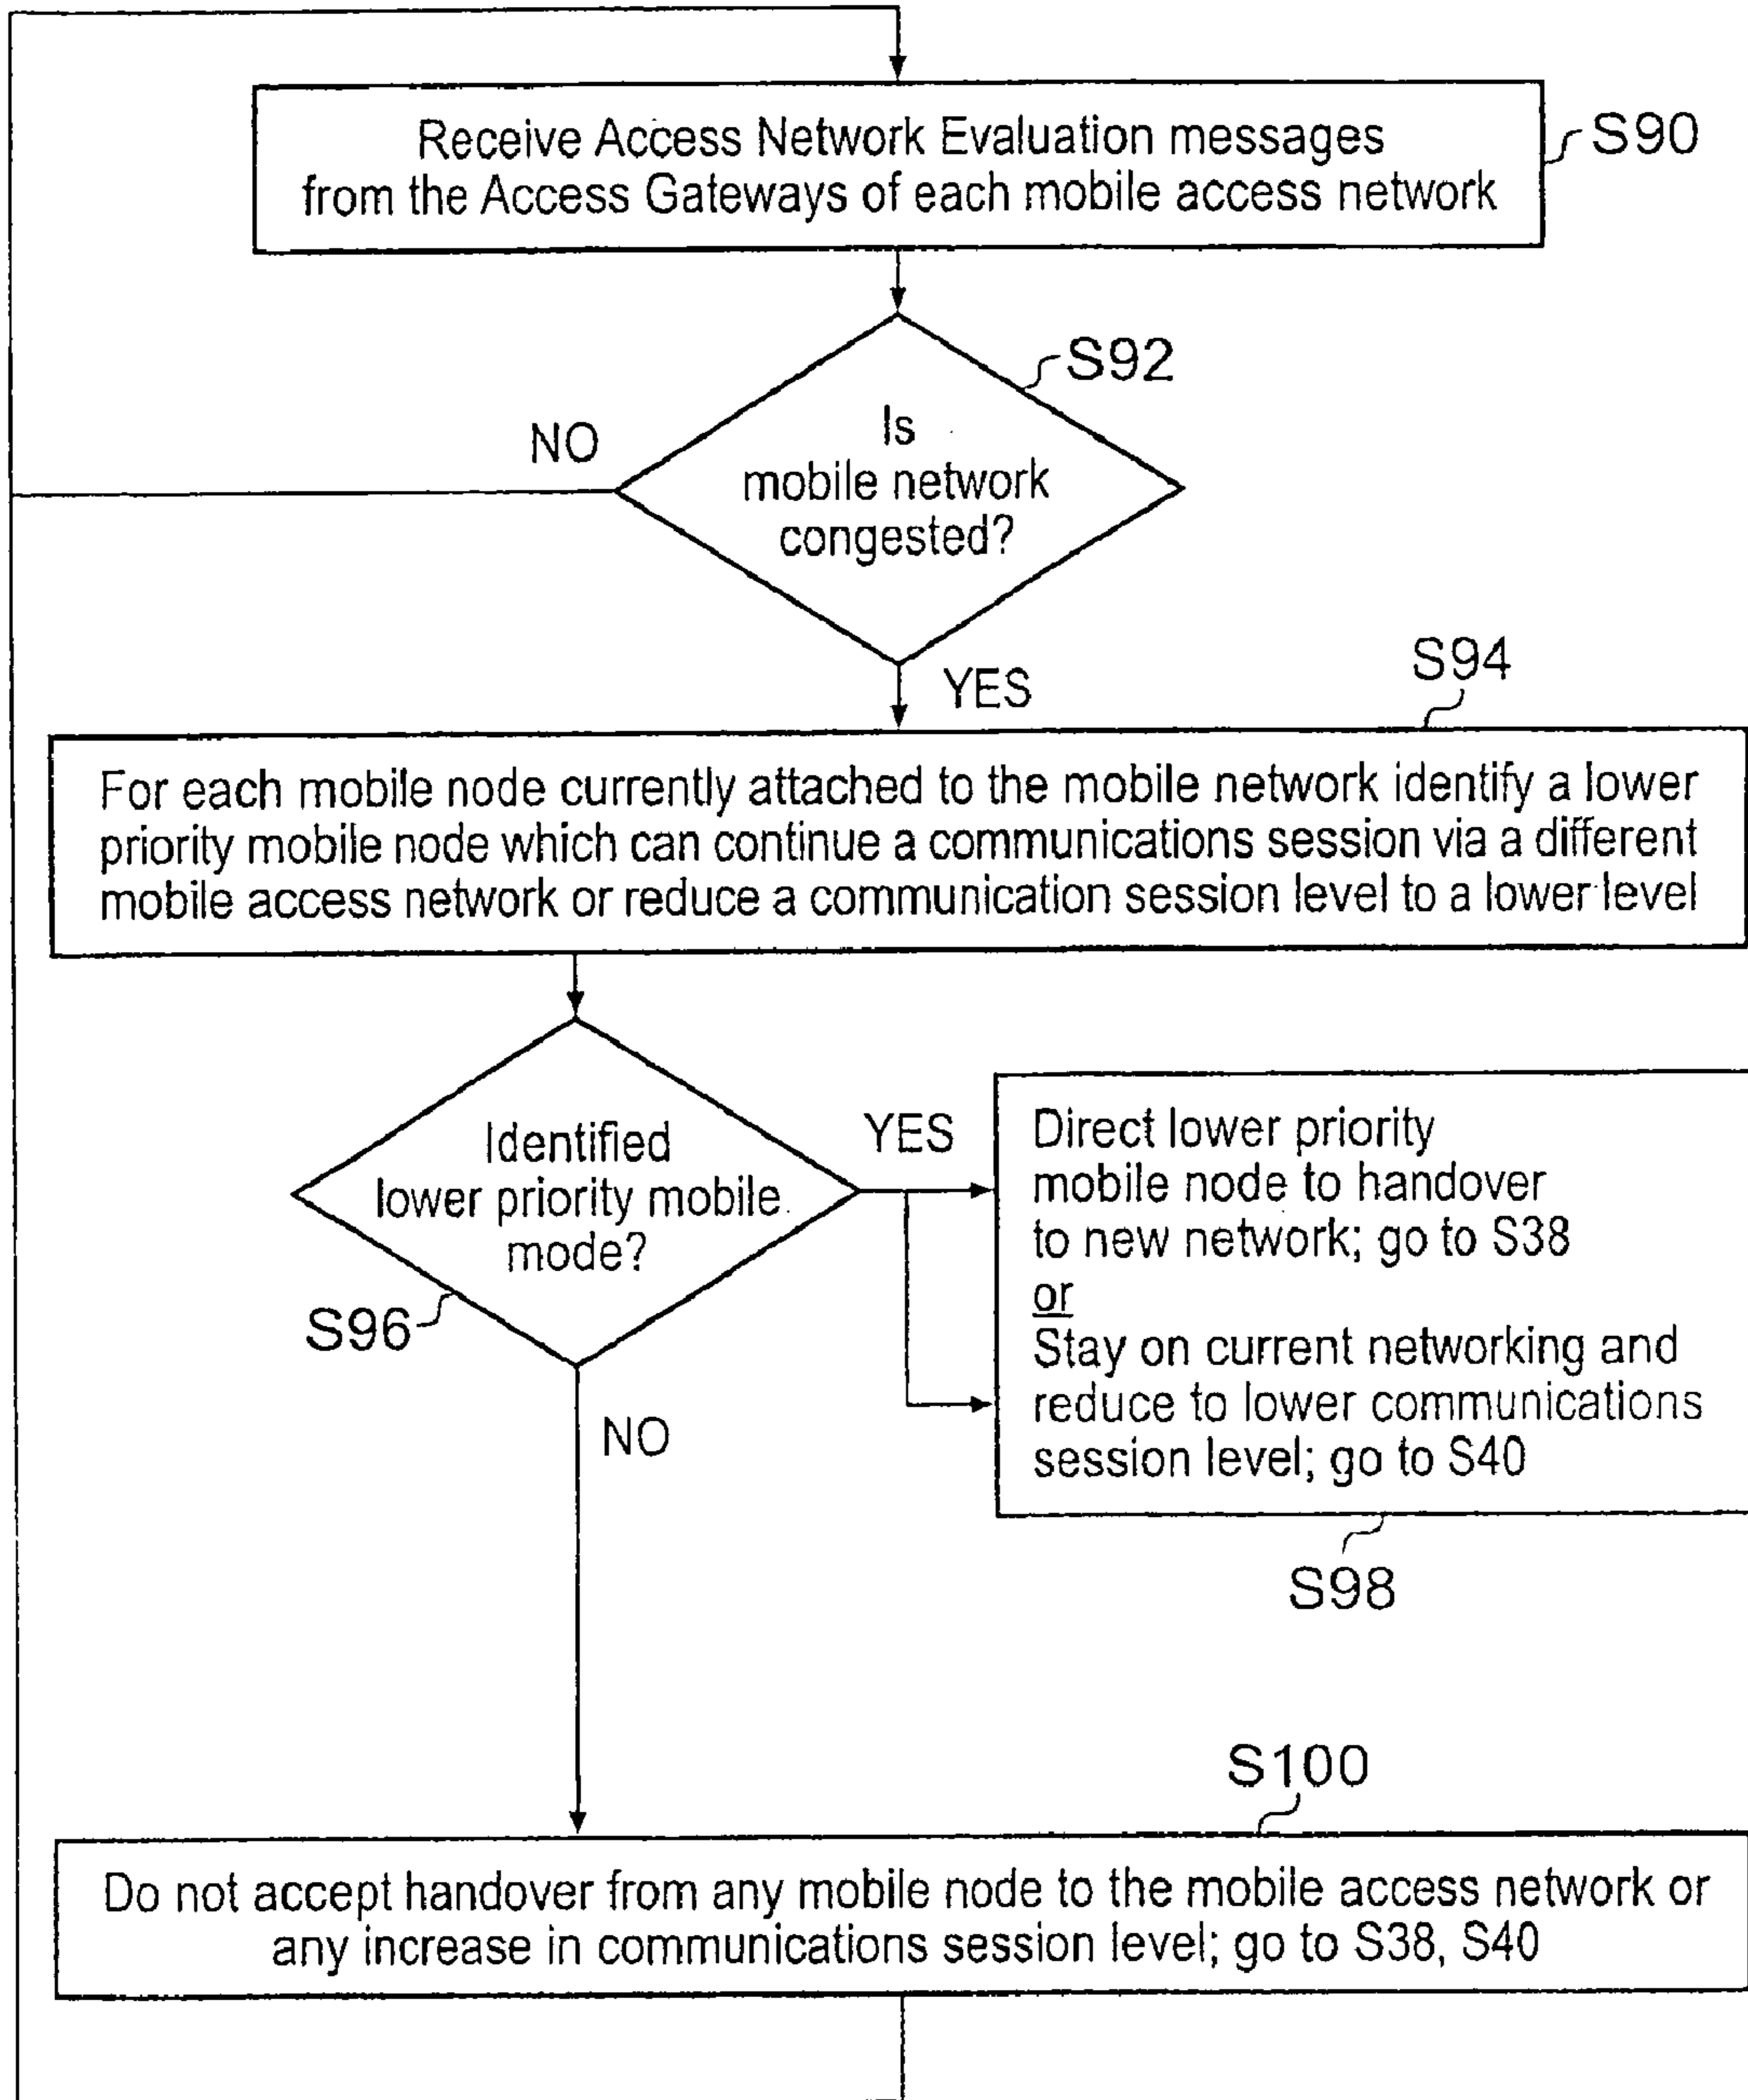 Receive Access Network Evaluation messages
from the Access Gateways of each mobile access network
S90
S92
Is
mobile network
congested?
NO
YES
S94
For each mobile node currently attached to the mobile network identify a lower
priority mobile node which can continue a communications session via a different
mobile access network or reduce a communication session level to a lower level
Identified
lower priority mobile
mode?
YES
S96
NO
Direct lower priority
mobile node to handover
to new network; go to S38
or
Stay on current networking and
reduce to lower communications
session level; go to S40
S98
S100
Do not accept handover from any mobile node to the mobile access network or
any increase in communications session level; go to S38, S40